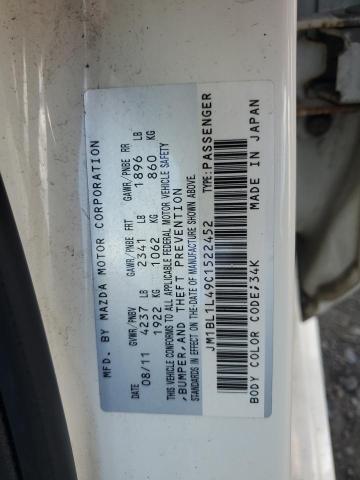 MFD. BY MAZDA MOTOR CORPORATION
GVWR/PNBV GAWR/PNBE FRT GAWR/PNBE RR
DATE 08/11 4237 LB 2341 LB 1896 LB
1922 KG 1062 KG 860 KG
THIS VEHICLE CONFORMS TO ALL APPLICABLE FEDERAL MOTOR VEHICLE SAFETY
,BUMPER,AND THEFT PREVENTION
STANDARDS IN EFFECT ON THE DATE OF MANUFACTURE SHOWN ABOVE.
JM1BL1L49C1522452 TYPE:PASSENGER
BODY COLOR CODE:34K MADE IN JAPAN